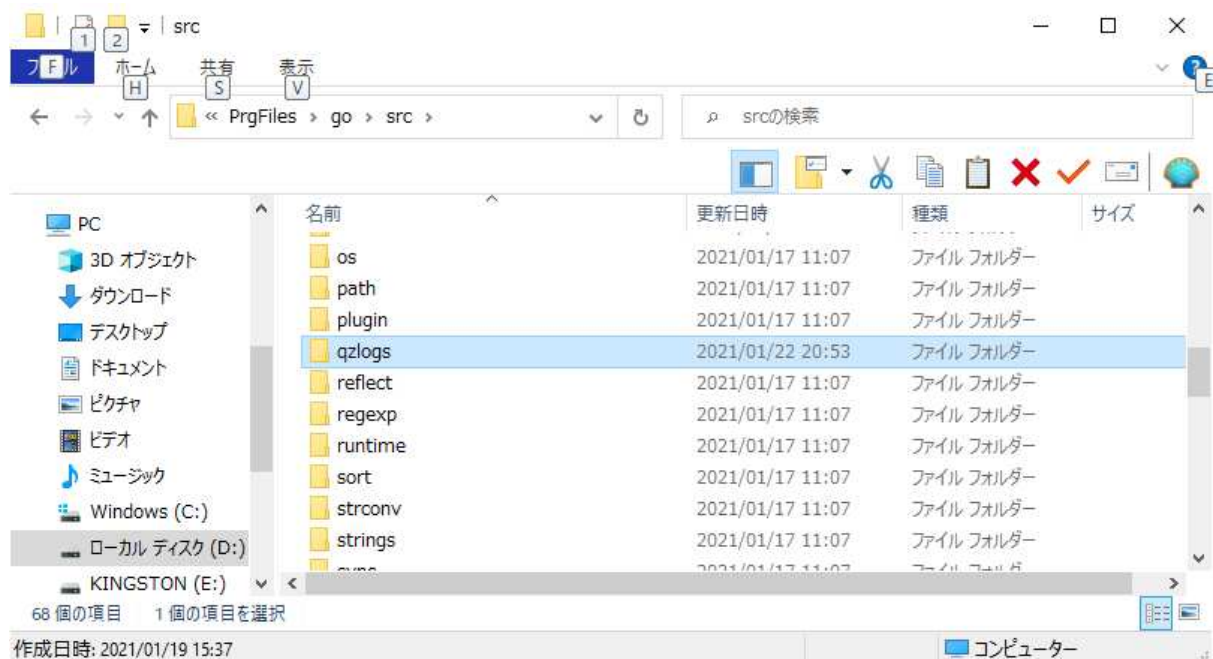 1 2 src
ファイル F ホーム H 共有 S 表示 V E
« PrgFiles › go › src › srcの検索
名前 更新日時 種類 サイズ
PC
3D オブジェクト
ダウンロード
デスクトップ
ドキュメント
ピクチャ
ビデオ
ミュージック
Windows (C:)
ローカル ディスク (D:)
KINGSTON (E:)
os 2021/01/17 11:07 ファイル フォルダー
path 2021/01/17 11:07 ファイル フォルダー
plugin 2021/01/17 11:07 ファイル フォルダー
qzlogs 2021/01/22 20:53 ファイル フォルダー
reflect 2021/01/17 11:07 ファイル フォルダー
regexp 2021/01/17 11:07 ファイル フォルダー
runtime 2021/01/17 11:07 ファイル フォルダー
sort 2021/01/17 11:07 ファイル フォルダー
strconv 2021/01/17 11:07 ファイル フォルダー
strings 2021/01/17 11:07 ファイル フォルダー
68 個の項目 1 個の項目を選択
作成日時: 2021/01/19 15:37 コンピューター